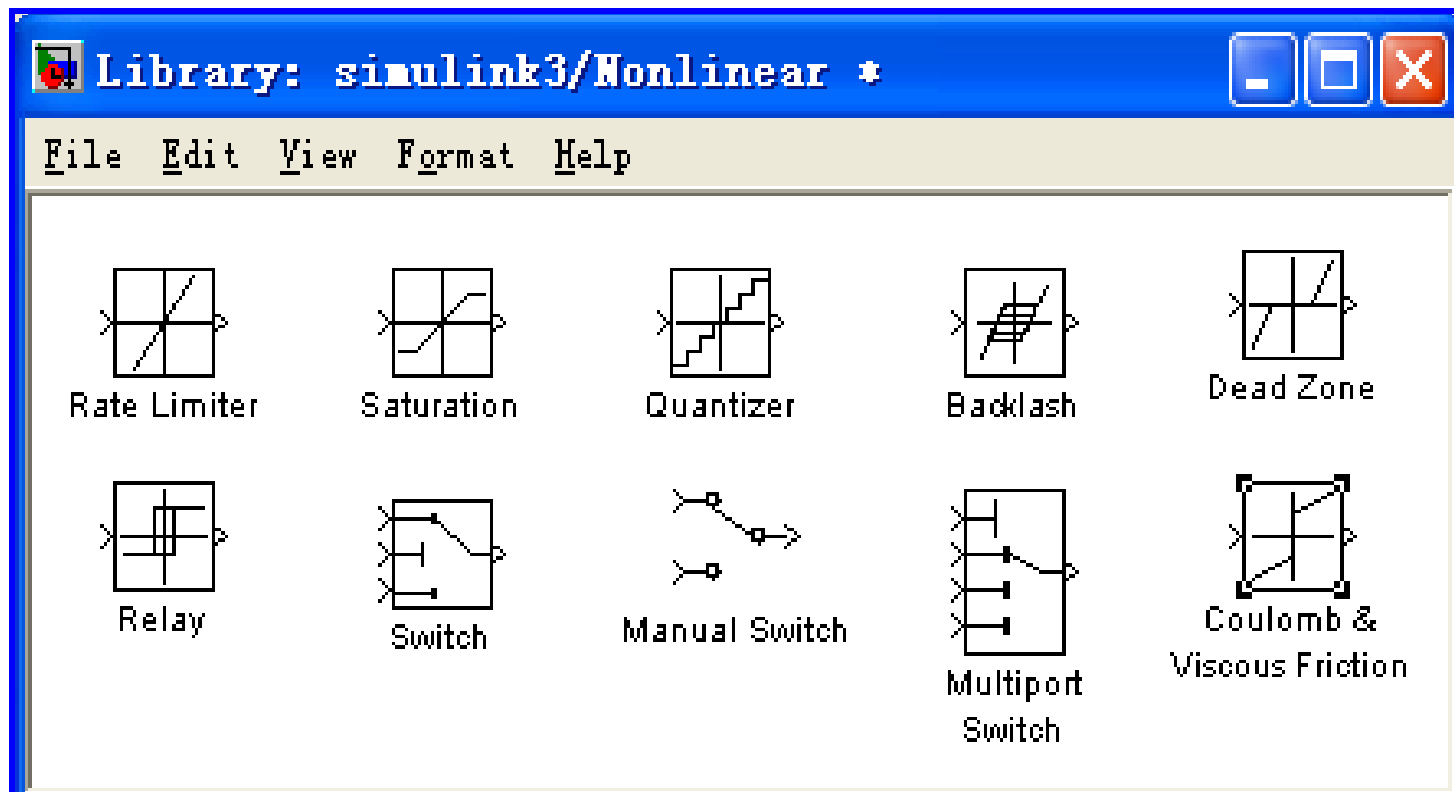 Library: simulink3/Nonlinear *
File Edit View Format Help
Rate Limiter
Saturation
Quantizer
Backlash
Dead Zone
Relay
Switch
Manual Switch
Multiport
Switch
Coulomb &
Viscous Friction